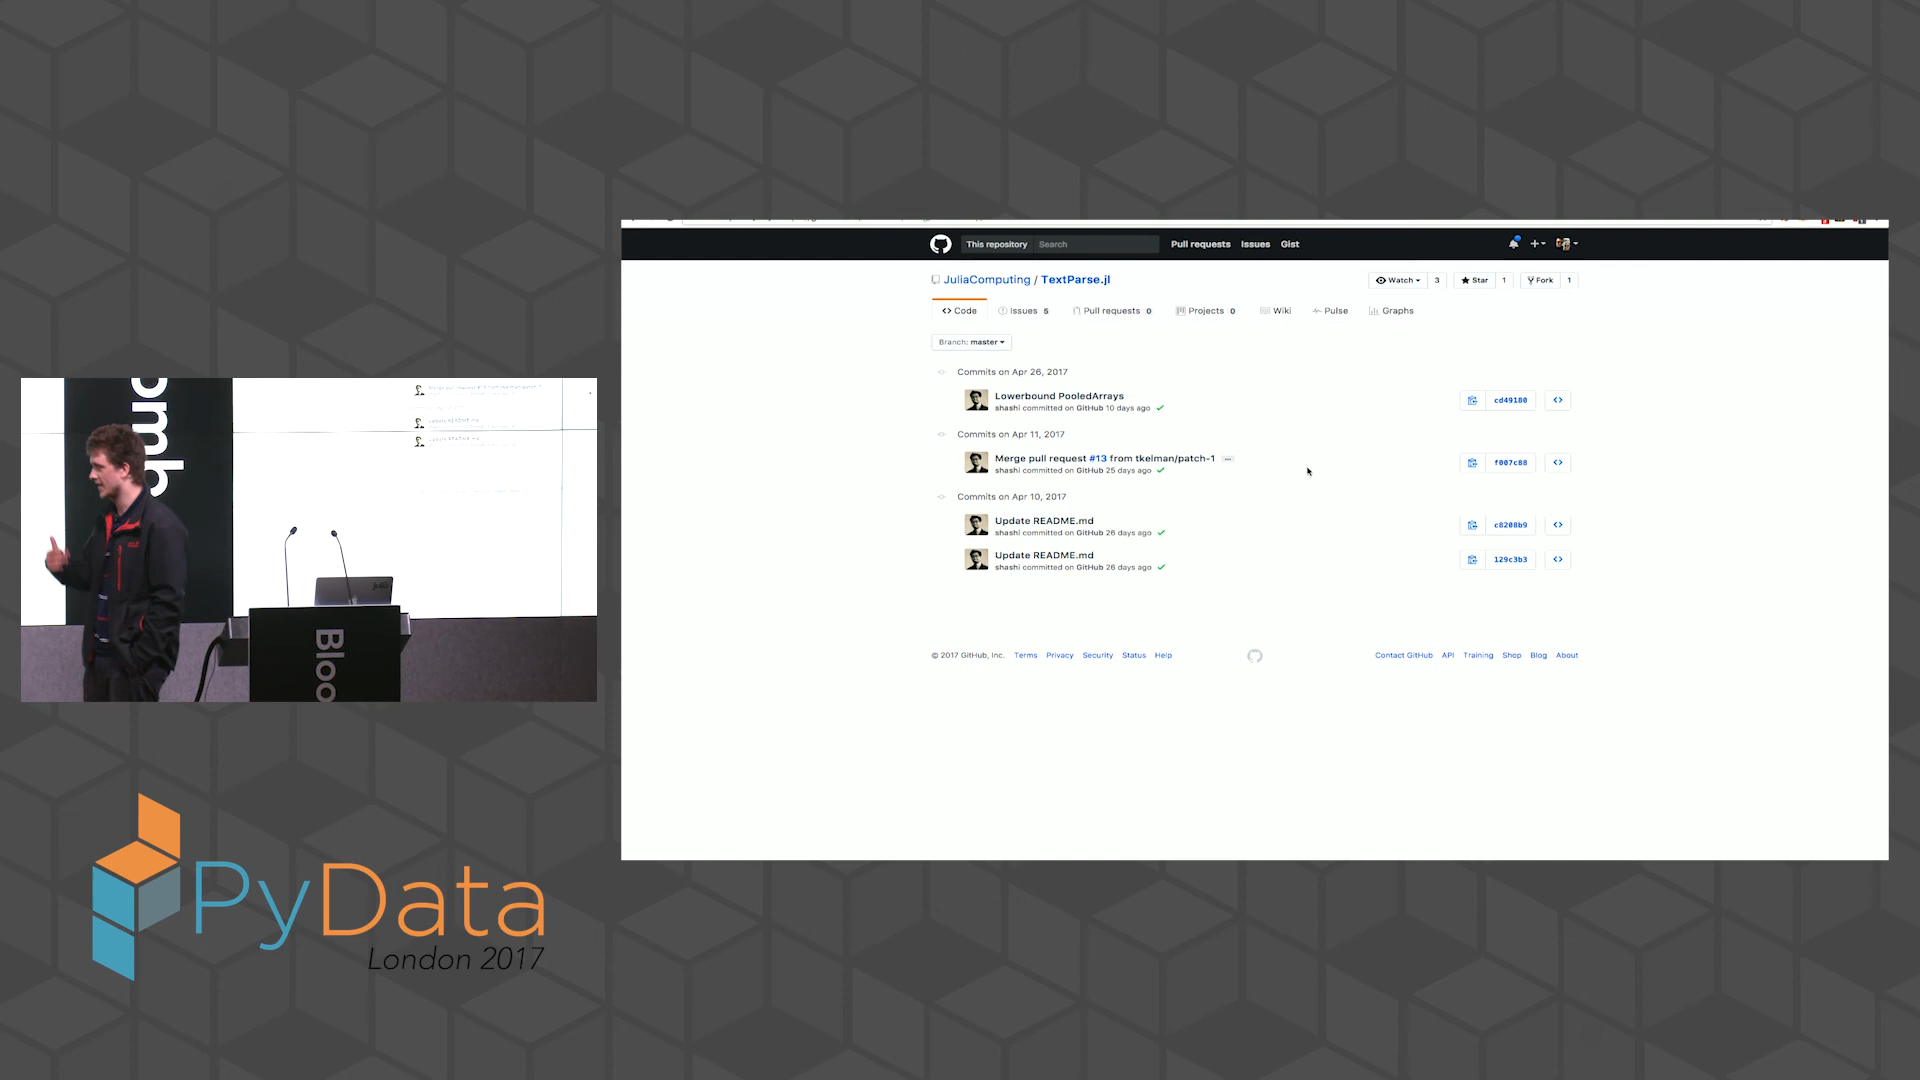 This repository Search Pull requests Issues Gist
JuliaComputing / TextParse.jl
Watch 3 Star 1 Fork 1
Code Issues 5 Pull requests 0 Projects 0 Wiki Pulse Graphs
Branch: master
Commits on Apr 26, 2017
Lowerbound PooledArrays
shashi committed on GitHub 10 days ago
cd49180
Commits on Apr 11, 2017
Merge pull request #13 from tkelman/patch-1
shashi committed on GitHub 25 days ago
f007c88
Commits on Apr 10, 2017
Update README.md
shashi committed on GitHub 26 days ago
c8208b9
Update README.md
shashi committed on GitHub 26 days ago
129c3b3
© 2017 GitHub, Inc. Terms Privacy Security Status Help
Contact GitHub API Training Shop Blog About
omb
Bloo
PyData
London 2017